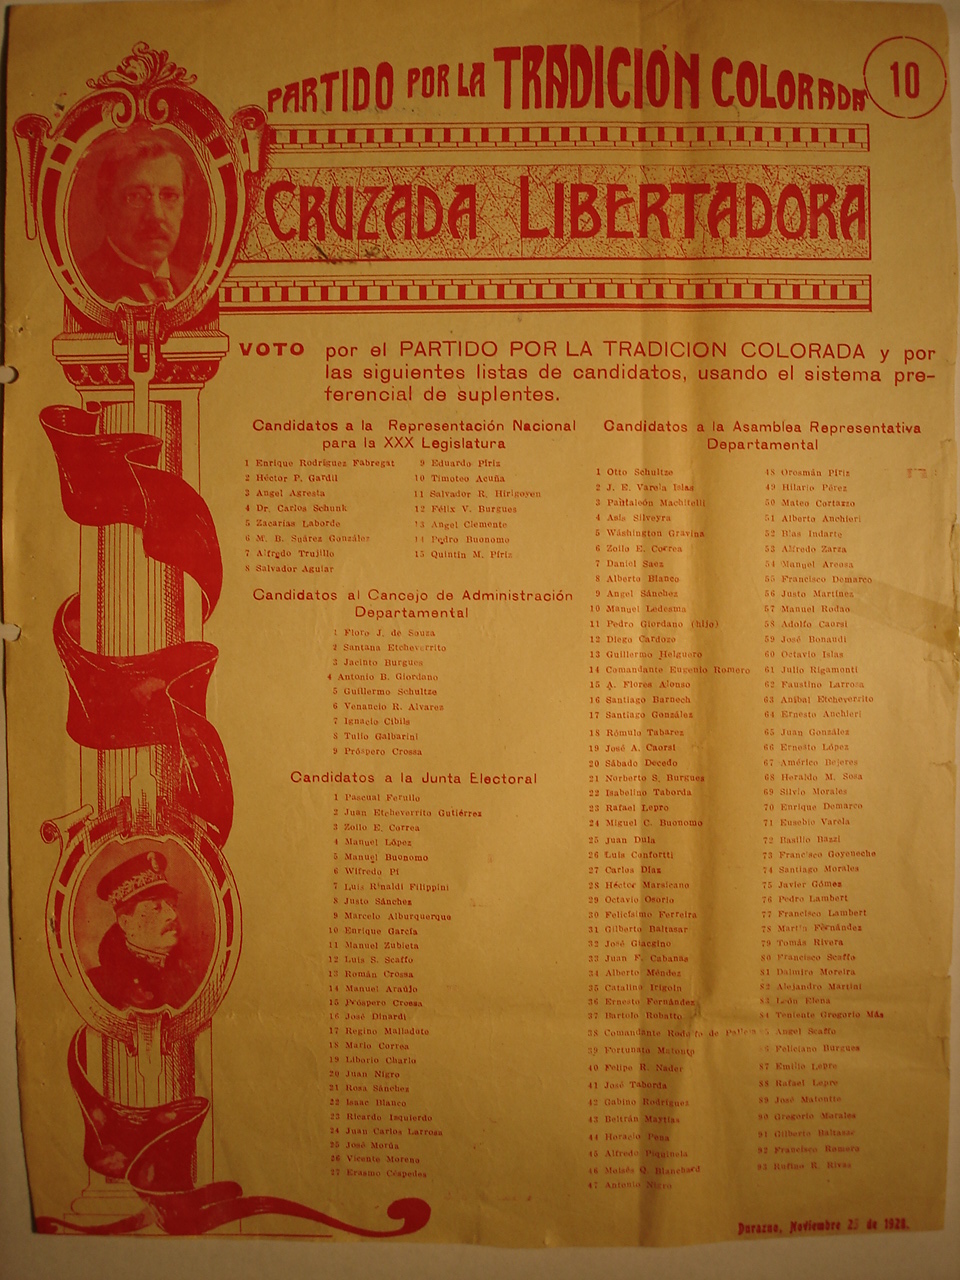 PARTIDO POR LA TRADICIÓN COLORADA
10
CRUZADA LIBERTADORA
VOTO por el PARTIDO POR LA TRADICION COLORADA y por
las siguientes listas de candidatos, usando el sistema pre-
ferencial de suplentes.
Candidatos a la Representación Nacional
para la XXX Legislatura
1 Enrique Rodríguez Fabregat
2 Héctor P. Gardil
3 Angel Agresta
4 Dr. Carlos Schunk
5 Zacarías Laborde
6 M. B. Suárez González
7 Alfredo Trujillo
8 Salvador Aguiar
9 Eduardo Píriz
10 Timoteo Acuña
11 Salvador R. Hirigoyen
12 Félix V. Burgues
13 Angel Clemente
14 Pedro Buonomo
15 Quintín M. Píriz
Candidatos al Concejo de Administración
Departamental
1 Floro J. de Souza
2 Santana Etcheverrito
3 Jacinto Burgues
4 Antonio B. Giordano
5 Guillermo Schultze
6 Venancio R. Alvarez
7 Ignacio Cibils
8 Tulio Galbarini
9 Próspero Crossa
Candidatos a la Junta Electoral
1 Pascual Ferullo
2 Juan Etcheverrito Gutiérrez
3 Zoilo E. Correa
4 Manuel López
5 Manuel Buonomo
6 Wifredo Pí
7 Luis Rinaldi Filippini
8 Justo Sánchez
9 Marcelo Alburquerque
10 Enrique García
11 Manuel Zubieta
12 Luis S. Scaffo
13 Román Crossa
14 Manuel Araújo
15 Próspero Crossa
16 José Dinardi
17 Regino Malladute
18 Mario Correa
19 Liborio Charlo
20 Juan Nigro
21 Rosa Sánchez
22 Isaac Blanco
23 Ricardo Izquierdo
24 Juan Carlos Larrosa
25 José Morúa
26 Vicente Moreno
27 Erasmo Céspedes
Candidatos a la Asamblea Representativa
Departamental
1 Otto Schultze
2 J. E. Varela Islas
3 Pantaleón Machitelli
4 Asis Silveyra
5 Wáshington Gravina
6 Zoilo E. Correa
7 Daniel Saez
8 Alberto Blanco
9 Angel Sánchez
10 Manuel Ledesma
11 Pedro Giordano (hijo)
12 Diego Cardozo
13 Guillermo Helguero
14 Comandante Eugenio Romero
15 A. Flores Alonso
16 Santiago Barnech
17 Santiago González
18 Rómulo Tabárez
19 José A. Caorsi
20 Sábado Decedo
21 Norberto S. Burgues
22 Isabelino Taborda
23 Rafael Lepro
24 Miguel C. Buonomo
25 Juan Dula
26 Luis Confortti
27 Carlos Díaz
28 Héctor Marsicano
29 Octavio Osorio
30 Felicísimo Ferreira
31 Gilberto Baltasar
32 José Giaccino
33 Juan F. Cabanas
34 Alberto Méndez
35 Catalino Irigoin
36 Ernesto Fernández
37 Bartolo Robatto
38 Comandante Rodolfo de
39 Fortunato Matonto
40 Felipe R. Nader
41 José Taborda
42 Gabino Rodríguez
43 Beltrán Maytías
44 Horacio Pena
45 Alfredo Piquinela
46 Moisés Q. Blanchard
47 Antonio Nigro
48 Orosmán Píriz
49 Hilario Pérez
50 Mateo Cortazzo
51 Alberto Anchieri
52 Blas Indarte
53 Alfredo Zarza
54 Manuel Areosa
55 Francisco Demarco
56 Justo Martínez
57 Manuel Rodao
58 Adolfo Caorsi
59 José Bonaudi
60 Octavio Islas
61 Julio Rigamonti
62 Faustino Larrosa
63 Aníbal Etcheverrito
64 Ernesto Anchieri
65 Juan González
66 Ernesto López
67 Américo Bejeres
68 Heraldo M. Sosa
69 Silvio Morales
70 Enrique Demarco
71 Eusebio Varela
72 Basilio Bazzi
73 Francisco Goyeneche
74 Santiago Morales
75 Javier Gómez
76 Pedro Lambert
77 Francisco Lambert
78 Martín Fernández
79 Tomás Rivera
80 Francisco Scaffo
81 Dalmiro Moreira
82 Alejandro Martini
83 León Elena
84 Teniente Gregorio Más
Angel Scaffo
Feliciano Burgues
87 Emilio Lepre
88 Rafael Lepre
89 José Matontte
90 Gregorio Morales
91 Gilberto Baltasar
92 Francisco Romero
93 Rufino R. Rivas
Durazno, Noviembre 25 de 1928.